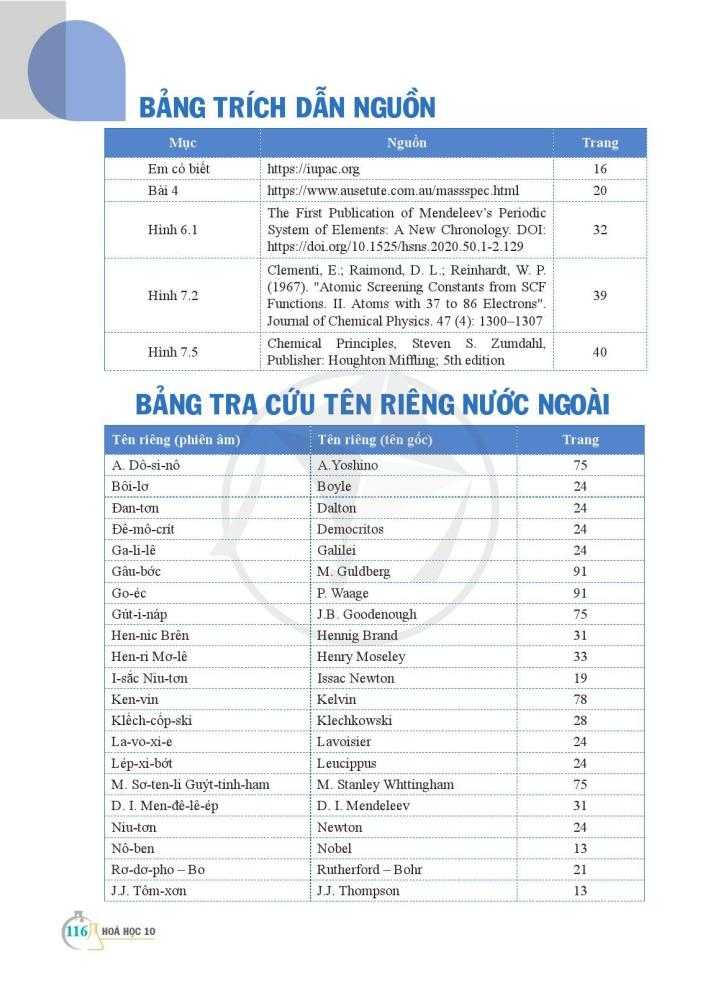 BẢNG TRÍCH DẪN NGUỒN
Mục Nguồn Trang
Em có biết https://iupac.org 16
Bài 4 https://www.ausetute.com.au/massspec.html 20
Hình 6.1 The First Publication of Mendeleev's Periodic
System of Elements: A New Chronology. DOI: 32
https://doi.org/10.1525/hsns.2020.50.1-2.129
Clementi, E.; Raimond, D. L.; Reinhardt, W. P.
(1967). "Atomic Screening Constants from SCF
Hình 7.2 Functions. II. Atoms with 37 to 86 Electrons". 39
Journal of Chemical Physics. 47 (4): 1300–1307
Hình 7.5 Chemical Principles, Steven S. Zumdahl, 40
Publisher: Houghton Miffling; 5th edition
BẢNG TRA CỨU TÊN RIÊNG NƯỚC NGOÀI
Tên riêng (phiên âm) Tên riêng (tên gốc) Trang
A. Dô-si-nô A.Yoshino 75
Bôi-lơ Boyle 24
Đan-tơn Dalton 24
Đê-mô-crit Democritos 24
Ga-li-lê Galilei 24
Gâu-bớc M. Guldberg 91
Go-éc P. Waage 91
Gút-i-náp J.B. Goodenough 75
Hen-nic Brên Hennig Brand 31
Hen-ri Mơ-lê Henry Moseley 33
I-sắc Niu-tơn Issac Newton 19
Ken-vin Kelvin 78
Klếch-cốp-ski Klechkowski 28
La-vo-xi-e Lavoisier 24
Lép-xi-bớt Leucippus 24
M. Sơ-ten-li Guýt-tinh-ham M. Stanley Whttingham 75
D. I. Men-đê-lê-ép D. I. Mendeleev 31
Niu-tơn Newton 24
Nô-ben Nobel 13
Rơ-dơ-pho – Bo Rutherford – Bohr 21
J.J. Tôm-xơn J.J. Thompson 13
116 HOÁ HỌC 10